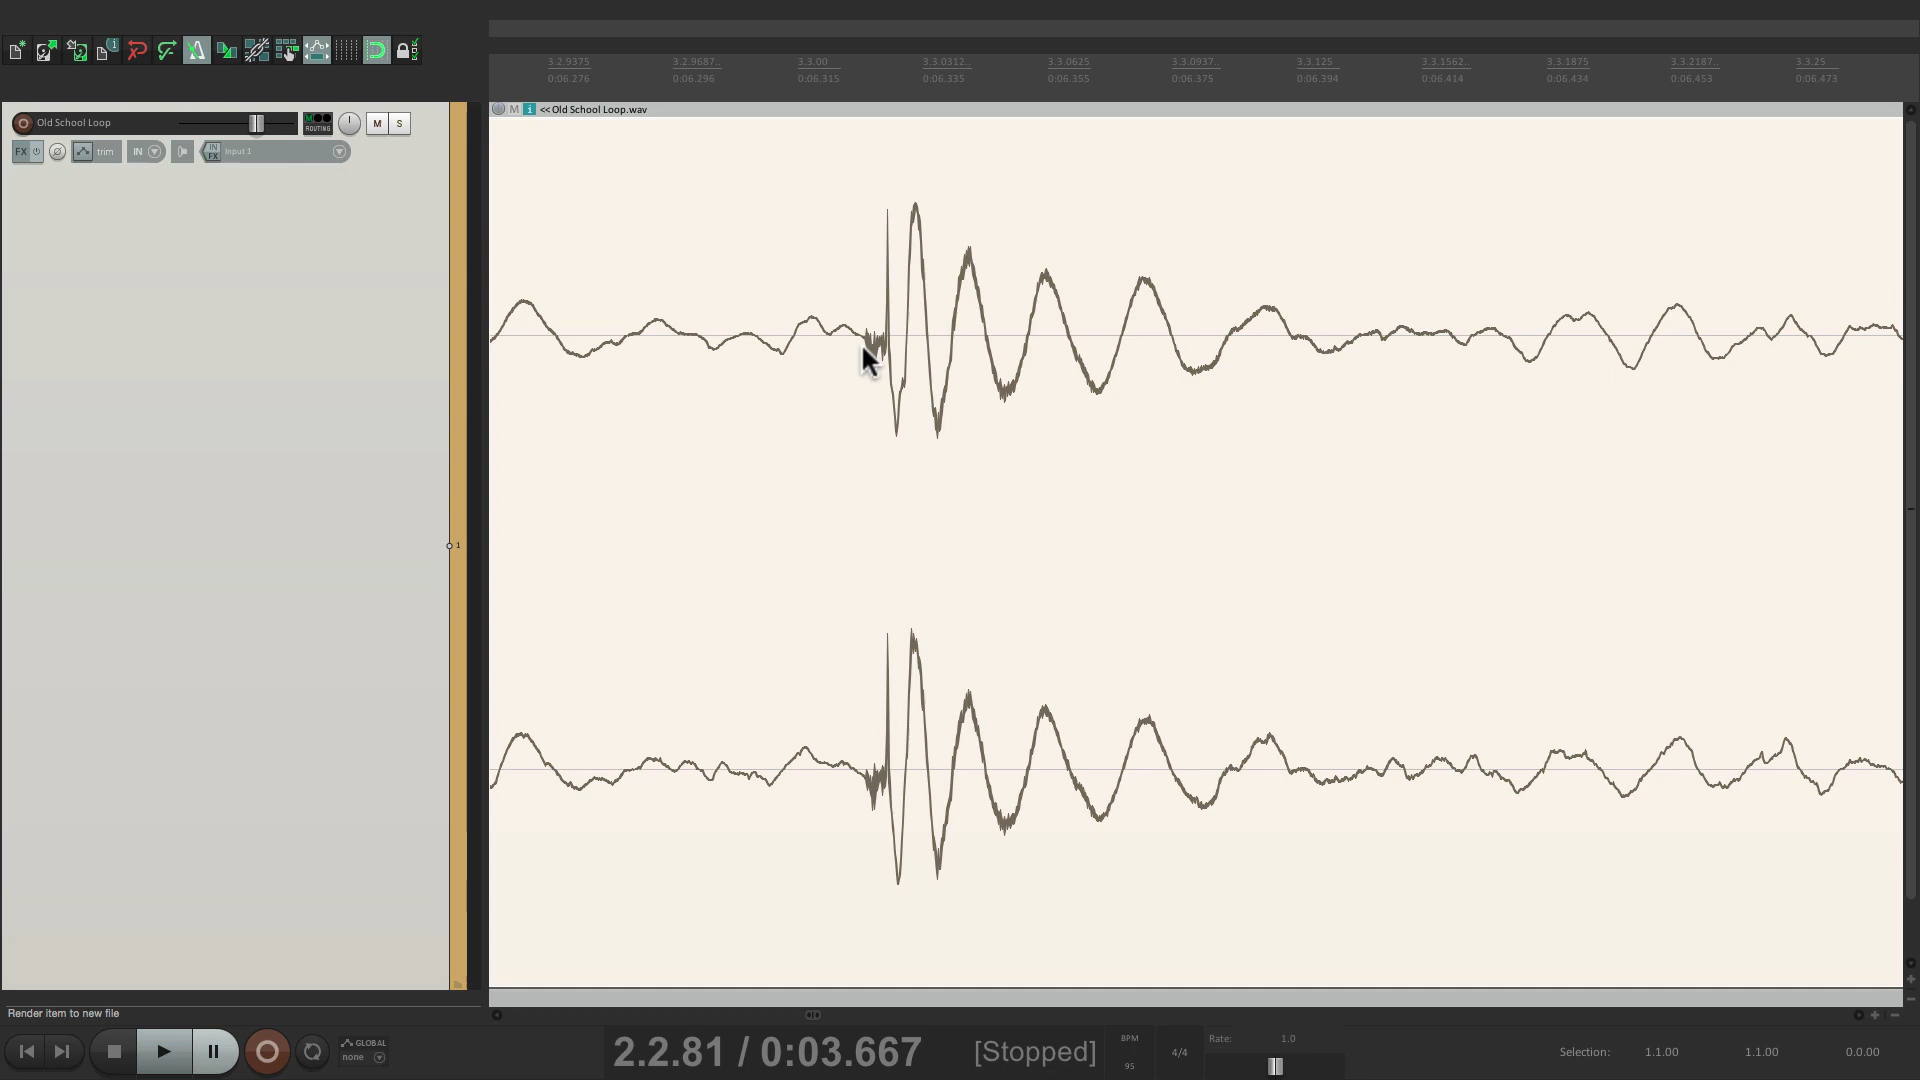 3.2.9375 3.2.9687.. 3.3.00 3.3.0312.. 3.3.0625 3.3.0937.. 3.3.125 3.3.1562.. 3.3.1875 3.3.2187.. 3.3.25
0:06.276 0:06.296 0:06.315 0:06.335 0:06.355 0:06.375 0:06.394 0:06.414 0:06.434 0:06.453 0:06.473
M i << Old School Loop.wav
Old School Loop ROUTING M S
FX trim IN IN FX Input 1
1
Render item to new file
GLOBAL
none
2.2.81 / 0:03.667 [Stopped]
BPM
95
4/4
Rate: 1.0
Selection: 1.1.00 1.1.00 0.0.00